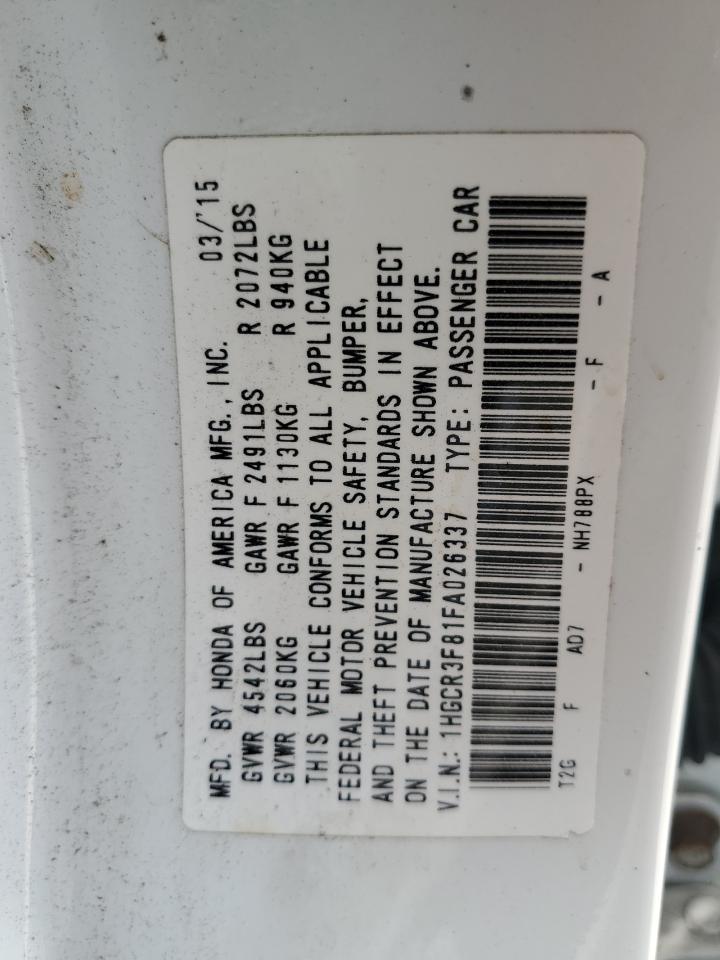 MFD. BY HONDA OF AMERICA MFG., INC. 03/'15
GVWR 4542LBS GAWR F 2491LBS R 2072LBS
GVWR 2060KG GAWR F 1130KG R 940KG
THIS VEHICLE CONFORMS TO ALL APPLICABLE
FEDERAL MOTOR VEHICLE SAFETY, BUMPER,
AND THEFT PREVENTION STANDARDS IN EFFECT
ON THE DATE OF MANUFACTURE SHOWN ABOVE.
V.I.N.: 1HGCR3F81FA026337 TYPE: PASSENGER CAR
T2G F AD7 - NH788PX - F - A